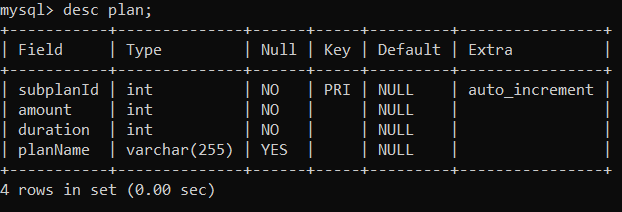 mysql> desc plan;
+-----------+--------------+------+-----+---------+----------------+
| Field     | Type         | Null | Key | Default | Extra          |
+-----------+--------------+------+-----+---------+----------------+
| subplanId | int          | NO   | PRI | NULL    | auto_increment |
| amount    | int          | NO   |     | NULL    |                |
| duration  | int          | NO   |     | NULL    |                |
| planName  | varchar(255) | YES  |     | NULL    |                |
+-----------+--------------+------+-----+---------+----------------+
4 rows in set (0.00 sec)